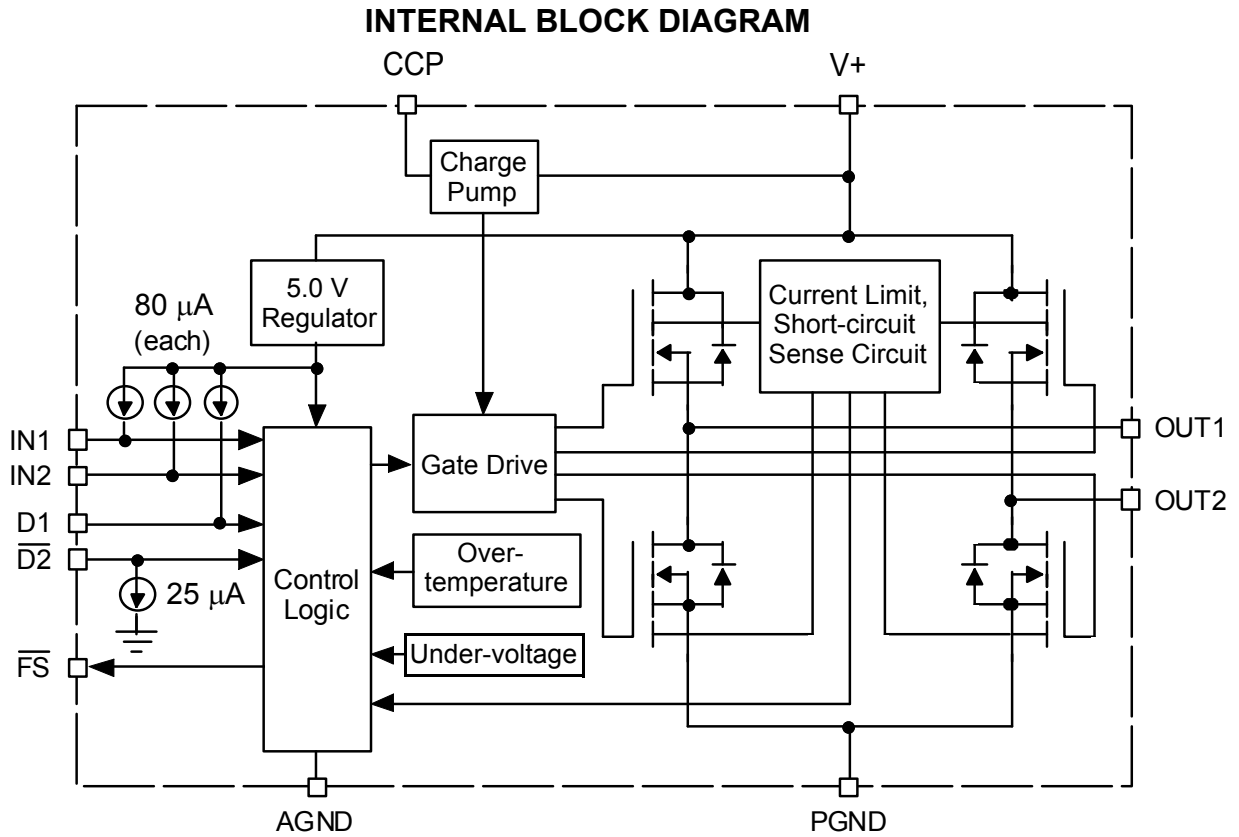 INTERNAL BLOCK DIAGRAM
CCP
V+
Charge
Pump
5.0 V
Regulator
80 μA
(each)
Current Limit,
Short-circuit
Sense Circuit
IN1
IN2
D1
D2̅
FS̅
25 μA
Control
Logic
Gate Drive
Over-
temperature
Under-voltage
OUT1
OUT2
AGND
PGND